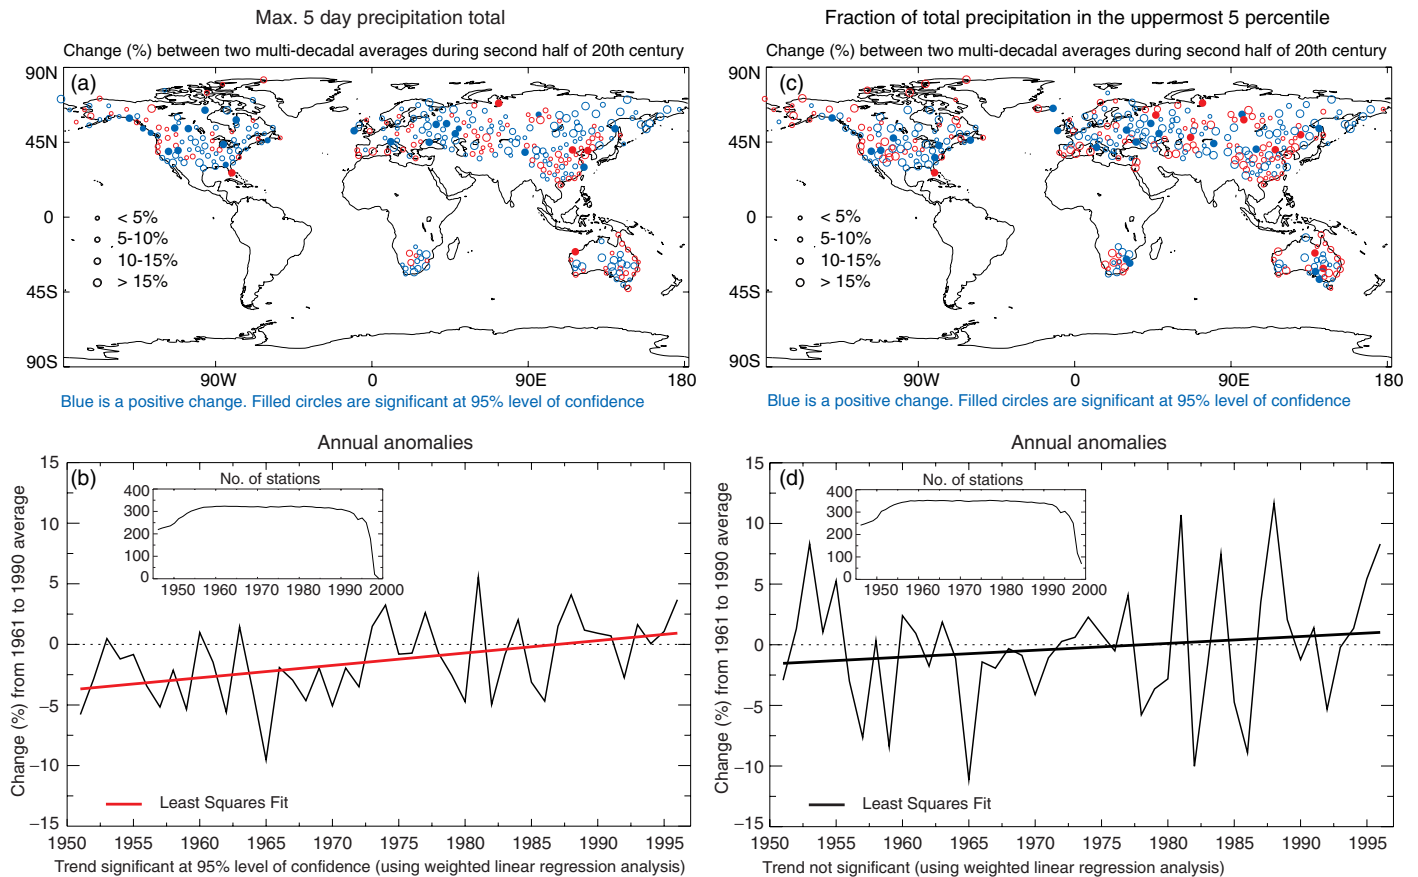 Max. 5 day precipitation total
Change (%) between two multi-decadal averages during second half of 20th century
(a)
90N
45N
0
45S
90S
< 5%
5-10%
10-15%
> 15%
90W 0 90E 180
Blue is a positive change. Filled circles are significant at 95% level of confidence
Fraction of total precipitation in the uppermost 5 percentile
Change (%) between two multi-decadal averages during second half of 20th century
(c)
90N
45N
0
45S
90S
< 5%
5-10%
10-15%
> 15%
90W 0 90E 180
Blue is a positive change. Filled circles are significant at 95% level of confidence
Annual anomalies
(b)
Change (%) from 1961 to 1990 average
15
10
5
0
−5
−10
−15
No. of stations
400
300
200
100
0
1950 1960 1970 1980 1990 2000
Least Squares Fit
1950 1955 1960 1965 1970 1975 1980 1985 1990 1995
Trend significant at 95% level of confidence (using weighted linear regression analysis)
Annual anomalies
(d)
Change (%) from 1961 to 1990 average
15
10
5
0
−5
−10
−15
No. of stations
400
300
200
100
0
1950 1960 1970 1980 1990 2000
Least Squares Fit
1950 1955 1960 1965 1970 1975 1980 1985 1990 1995
Trend not significant (using weighted linear regression analysis)